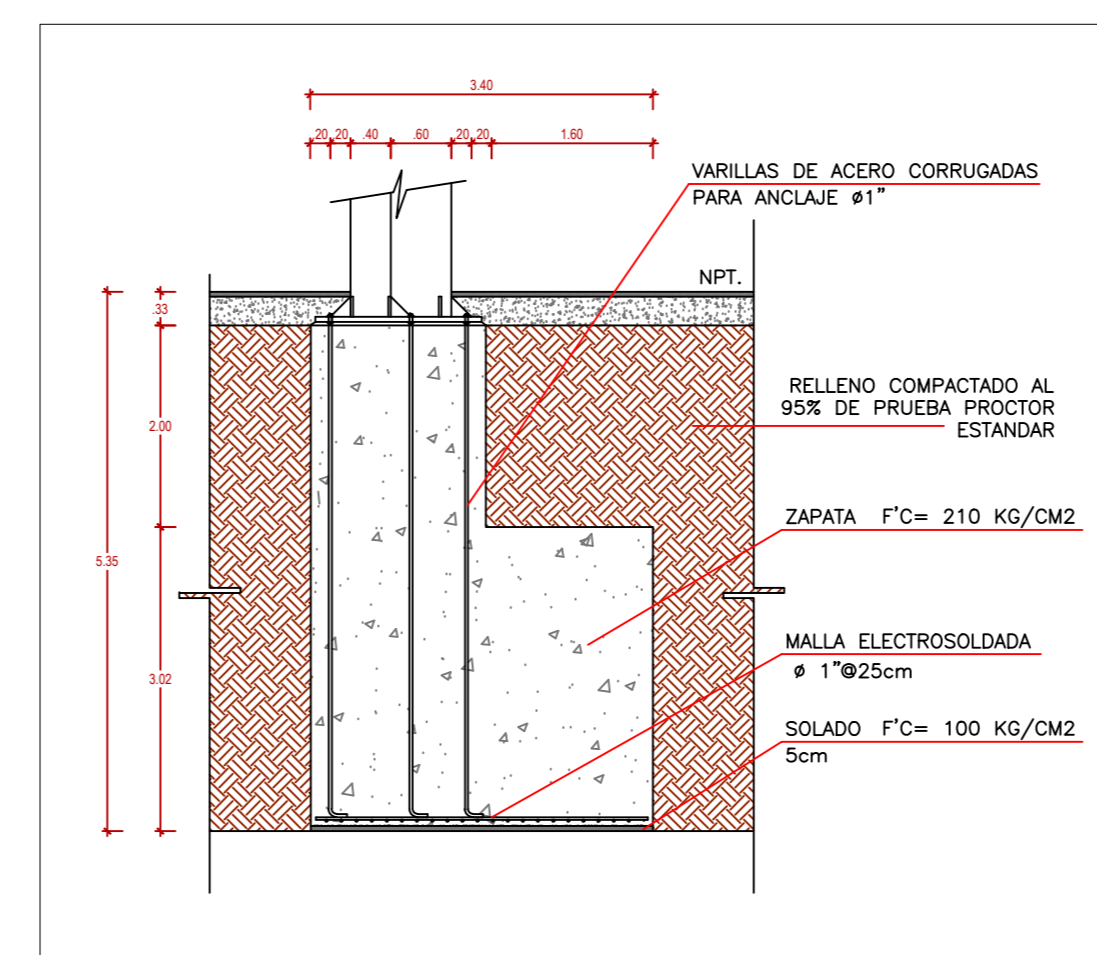 3.40
.20 .20 .40 .60 .20 .20 1.60
VARILLAS DE ACERO CORRUGADAS
PARA ANCLAJE ø1"
NPT.
.33
RELLENO COMPACTADO AL
95% DE PRUEBA PROCTOR
ESTANDAR
2.00
ZAPATA F'C= 210 KG/CM2
5.35
MALLA ELECTROSOLDADA
ø 1"@25cm
3.02
SOLADO F'C= 100 KG/CM2
5cm